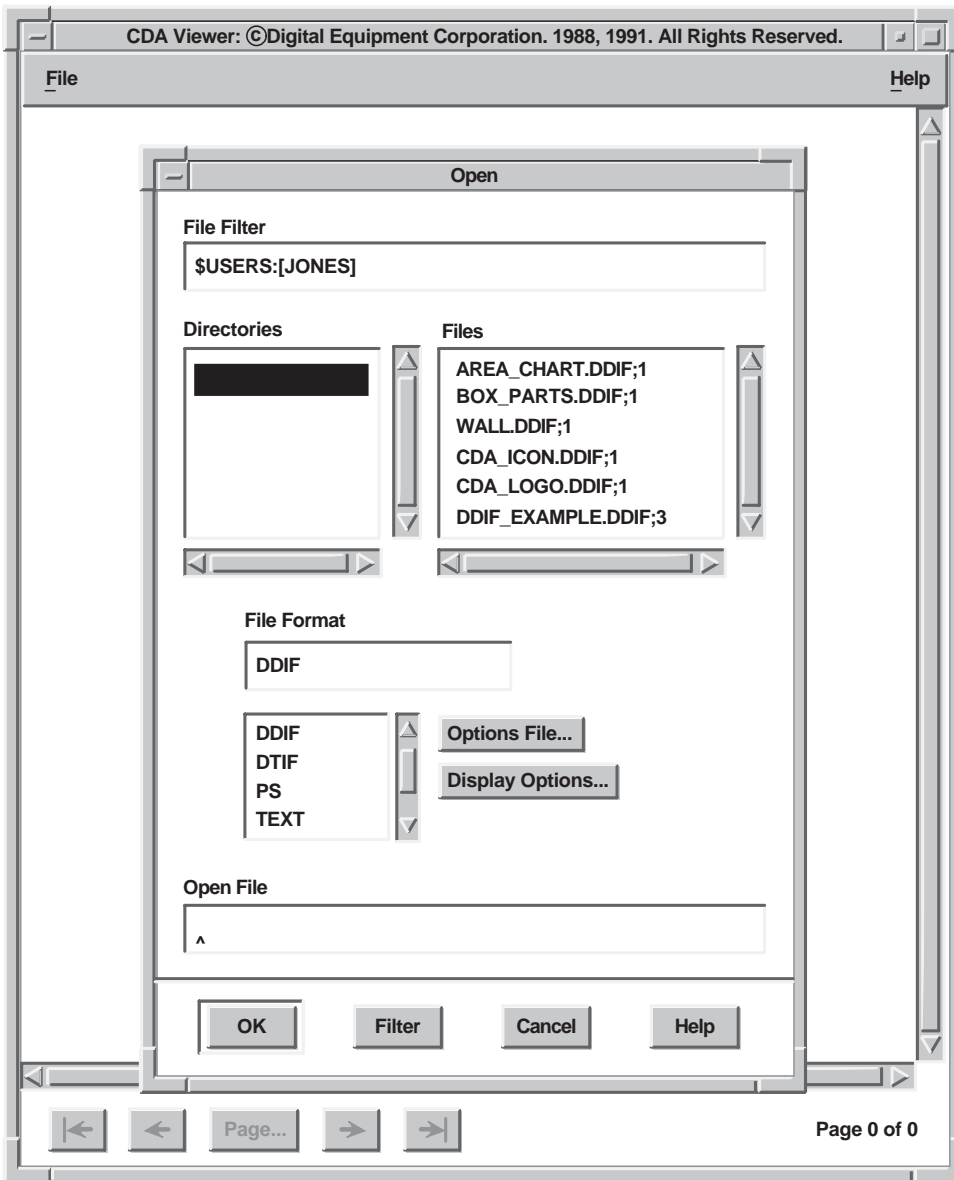 CDA Viewer: ©Digital Equipment Corporation. 1988, 1991. All Rights Reserved.
File Help
Open
File Filter
$USERS:[JONES]
Directories Files
AREA_CHART.DDIF;1
BOX_PARTS.DDIF;1
WALL.DDIF;1
CDA_ICON.DDIF;1
CDA_LOGO.DDIF;1
DDIF_EXAMPLE.DDIF;3
File Format
DDIF
DDIF
DTIF
PS
TEXT
Options File...
Display Options...
Open File
^
OK Filter Cancel Help
Page... Page 0 of 0